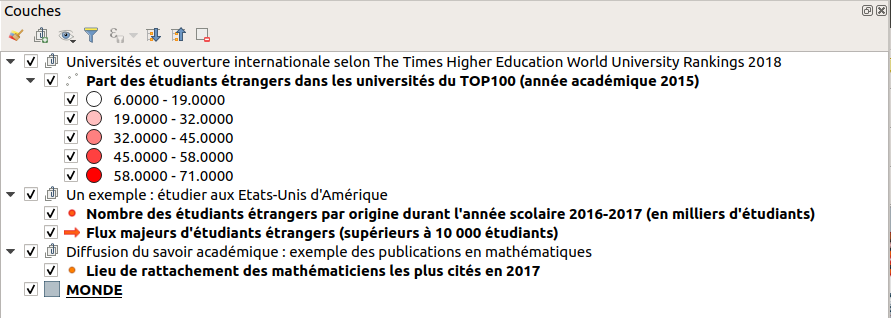 Couches
Universités et ouverture internationale selon The Times Higher Education World University Rankings 2018
Part des étudiants étrangers dans les universités du TOP100 (année académique 2015)
6.0000 - 19.0000
19.0000 - 32.0000
32.0000 - 45.0000
45.0000 - 58.0000
58.0000 - 71.0000
Un exemple : étudier aux Etats-Unis d'Amérique
Nombre des étudiants étrangers par origine durant l'année scolaire 2016-2017 (en milliers d'étudiants)
Flux majeurs d'étudiants étrangers (supérieurs à 10 000 étudiants)
Diffusion du savoir académique : exemple des publications en mathématiques
Lieu de rattachement des mathématiciens les plus cités en 2017
MONDE